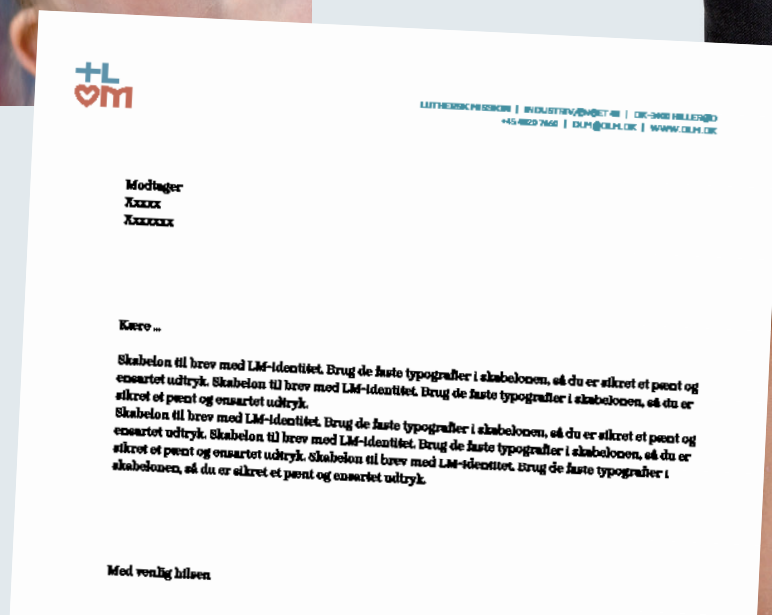 +L
M
LUTHERSK MISSION | INDUSTRIVÆNGET 40 | DK-3400 HILLERØD
+45 4820 7660 | DLM@DLM.DK | WWW.DLM.DK
Modtager
Xxxxx
Xxxxxxx
Kære ...
Skabelon til brev med LM-identitet. Brug de faste typografier i skabelonen, så du er sikret et pænt og
ensartet udtryk. Skabelon til brev med LM-identitet. Brug de faste typografier i skabelonen, så du er
sikret et pænt og ensartet udtryk.
Skabelon til brev med LM-identitet. Brug de faste typografier i skabelonen, så du er sikret et pænt og
ensartet udtryk. Skabelon til brev med LM-identitet. Brug de faste typografier i skabelonen, så du er
sikret et pænt og ensartet udtryk. Skabelon til brev med LM-identitet. Brug de faste typografier i
skabelonen, så du er sikret et pænt og ensartet udtryk.
Med venlig hilsen